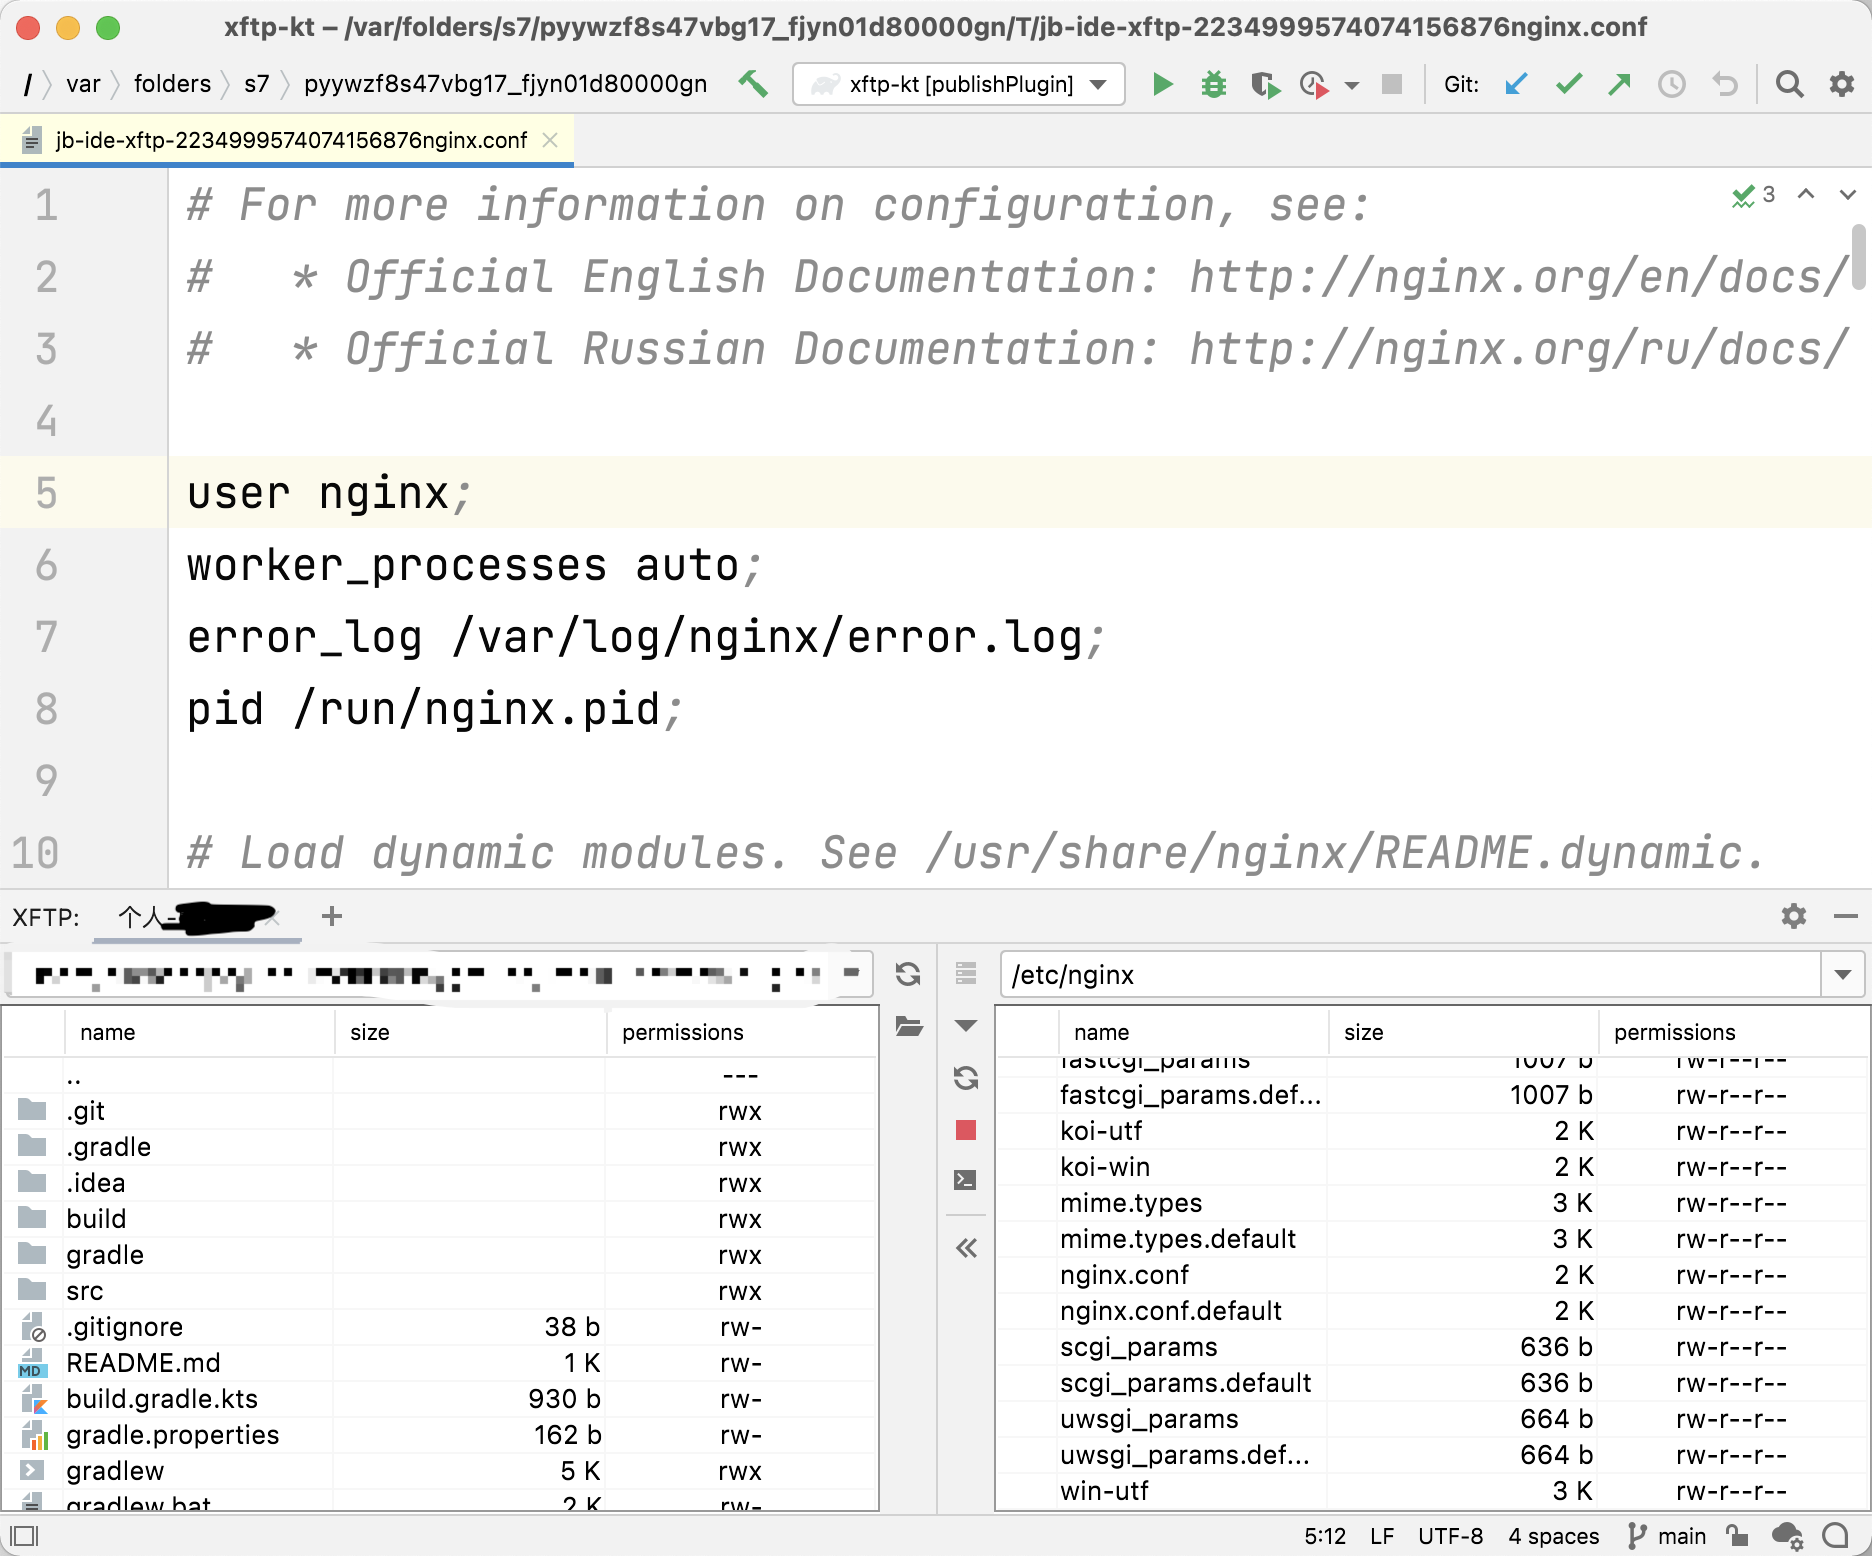 xftp-kt – /var/folders/s7/pyywzf8s47vbg17_fjyn01d80000gn/T/jb-ide-xftp-2234999574074156876nginx.conf
/ var folders s7 pyywzf8s47vbg17_fjyn01d80000gn xftp-kt [publishPlugin] Git:
jb-ide-xftp-2234999574074156876nginx.conf
3
1 # For more information on configuration, see:
2 #   * Official English Documentation: http://nginx.org/en/docs/
3 #   * Official Russian Documentation: http://nginx.org/ru/docs/
4
5 user nginx;
6 worker_processes auto;
7 error_log /var/log/nginx/error.log;
8 pid /run/nginx.pid;
9
10 # Load dynamic modules. See /usr/share/nginx/README.dynamic.
XFTP: 个人-
name size permissions
.. ---
.git rwx
.gradle rwx
.idea rwx
build rwx
gradle rwx
src rwx
.gitignore 38 b rw-
README.md 1 K rw-
build.gradle.kts 930 b rw-
gradle.properties 162 b rw-
gradlew 5 K rwx
gradlew.bat 2 K rw-
/etc/nginx
name size permissions
fastcgi_params 1007 b rw-r--r--
fastcgi_params.def... 1007 b rw-r--r--
koi-utf 2 K rw-r--r--
koi-win 2 K rw-r--r--
mime.types 3 K rw-r--r--
mime.types.default 3 K rw-r--r--
nginx.conf 2 K rw-r--r--
nginx.conf.default 2 K rw-r--r--
scgi_params 636 b rw-r--r--
scgi_params.default 636 b rw-r--r--
uwsgi_params 664 b rw-r--r--
uwsgi_params.def... 664 b rw-r--r--
win-utf 3 K rw-r--r--
5:12 LF UTF-8 4 spaces main